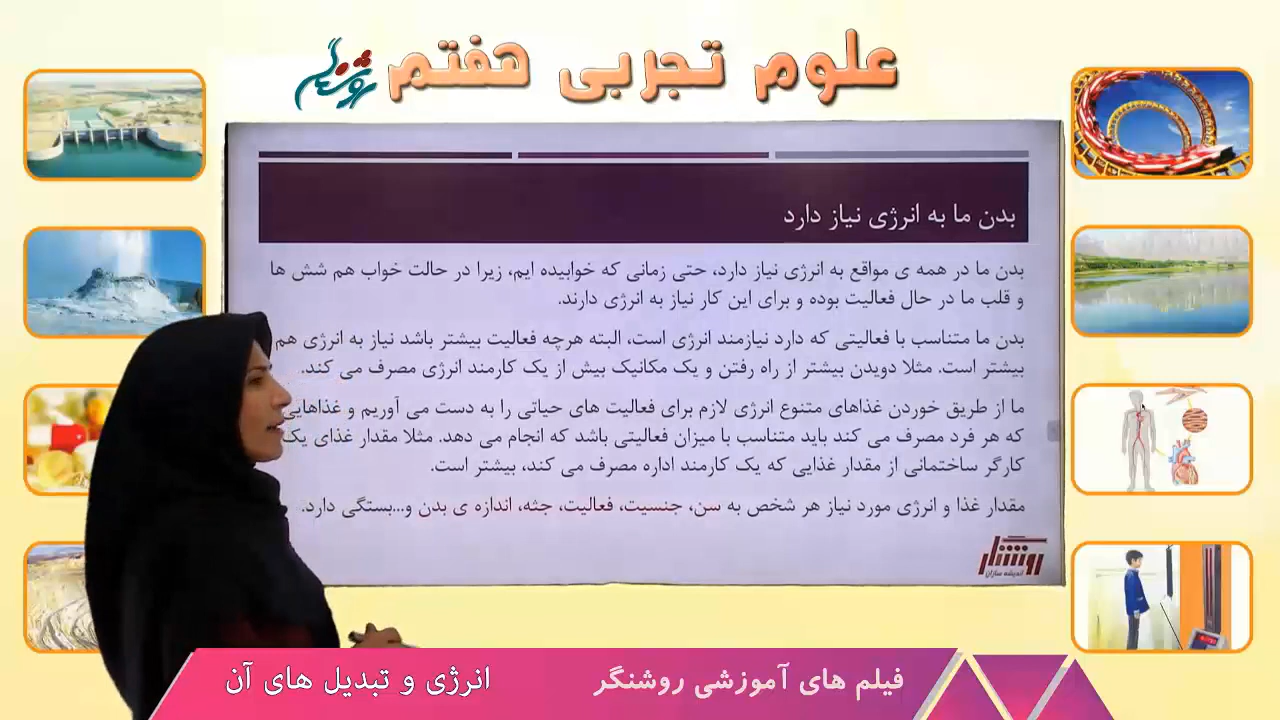 علوم تجربی هفتم
روشنگر
بدن ما به انرژی نیاز دارد
بدن ما در همه ی مواقع به انرژی نیاز دارد، حتی زمانی که خوابیده ایم، زیرا در حالت خواب هم شش ها
و قلب ما در حال فعالیت بوده و برای این کار نیاز به انرژی دارند.
بدن ما متناسب با فعالیتی که دارد نیازمند انرژی است، البته هرچه فعالیت بیشتر باشد نیاز به انرژی هم
بیشتر است. مثلا دویدن بیشتر از راه رفتن و یک مکانیک بیش از یک کارمند انرژی مصرف می کند.
ما از طریق خوردن غذاهای متنوع انرژی لازم برای فعالیت های حیاتی را به دست می آوریم و غذاهایی
که هر فرد مصرف می کند باید متناسب با میزان فعالیتی باشد که انجام می دهد. مثلا مقدار غذای یک
کارگر ساختمانی از مقدار غذایی که یک کارمند اداره مصرف می کند، بیشتر است.
مقدار غذا و انرژی مورد نیاز هر شخص به سن، جنسیت، فعالیت، جثه، اندازه ی بدن و...بستگی دارد.
روشنگر
اندیشه سازان
فیلم های آموزشی روشنگر
انرژی و تبدیل های آن